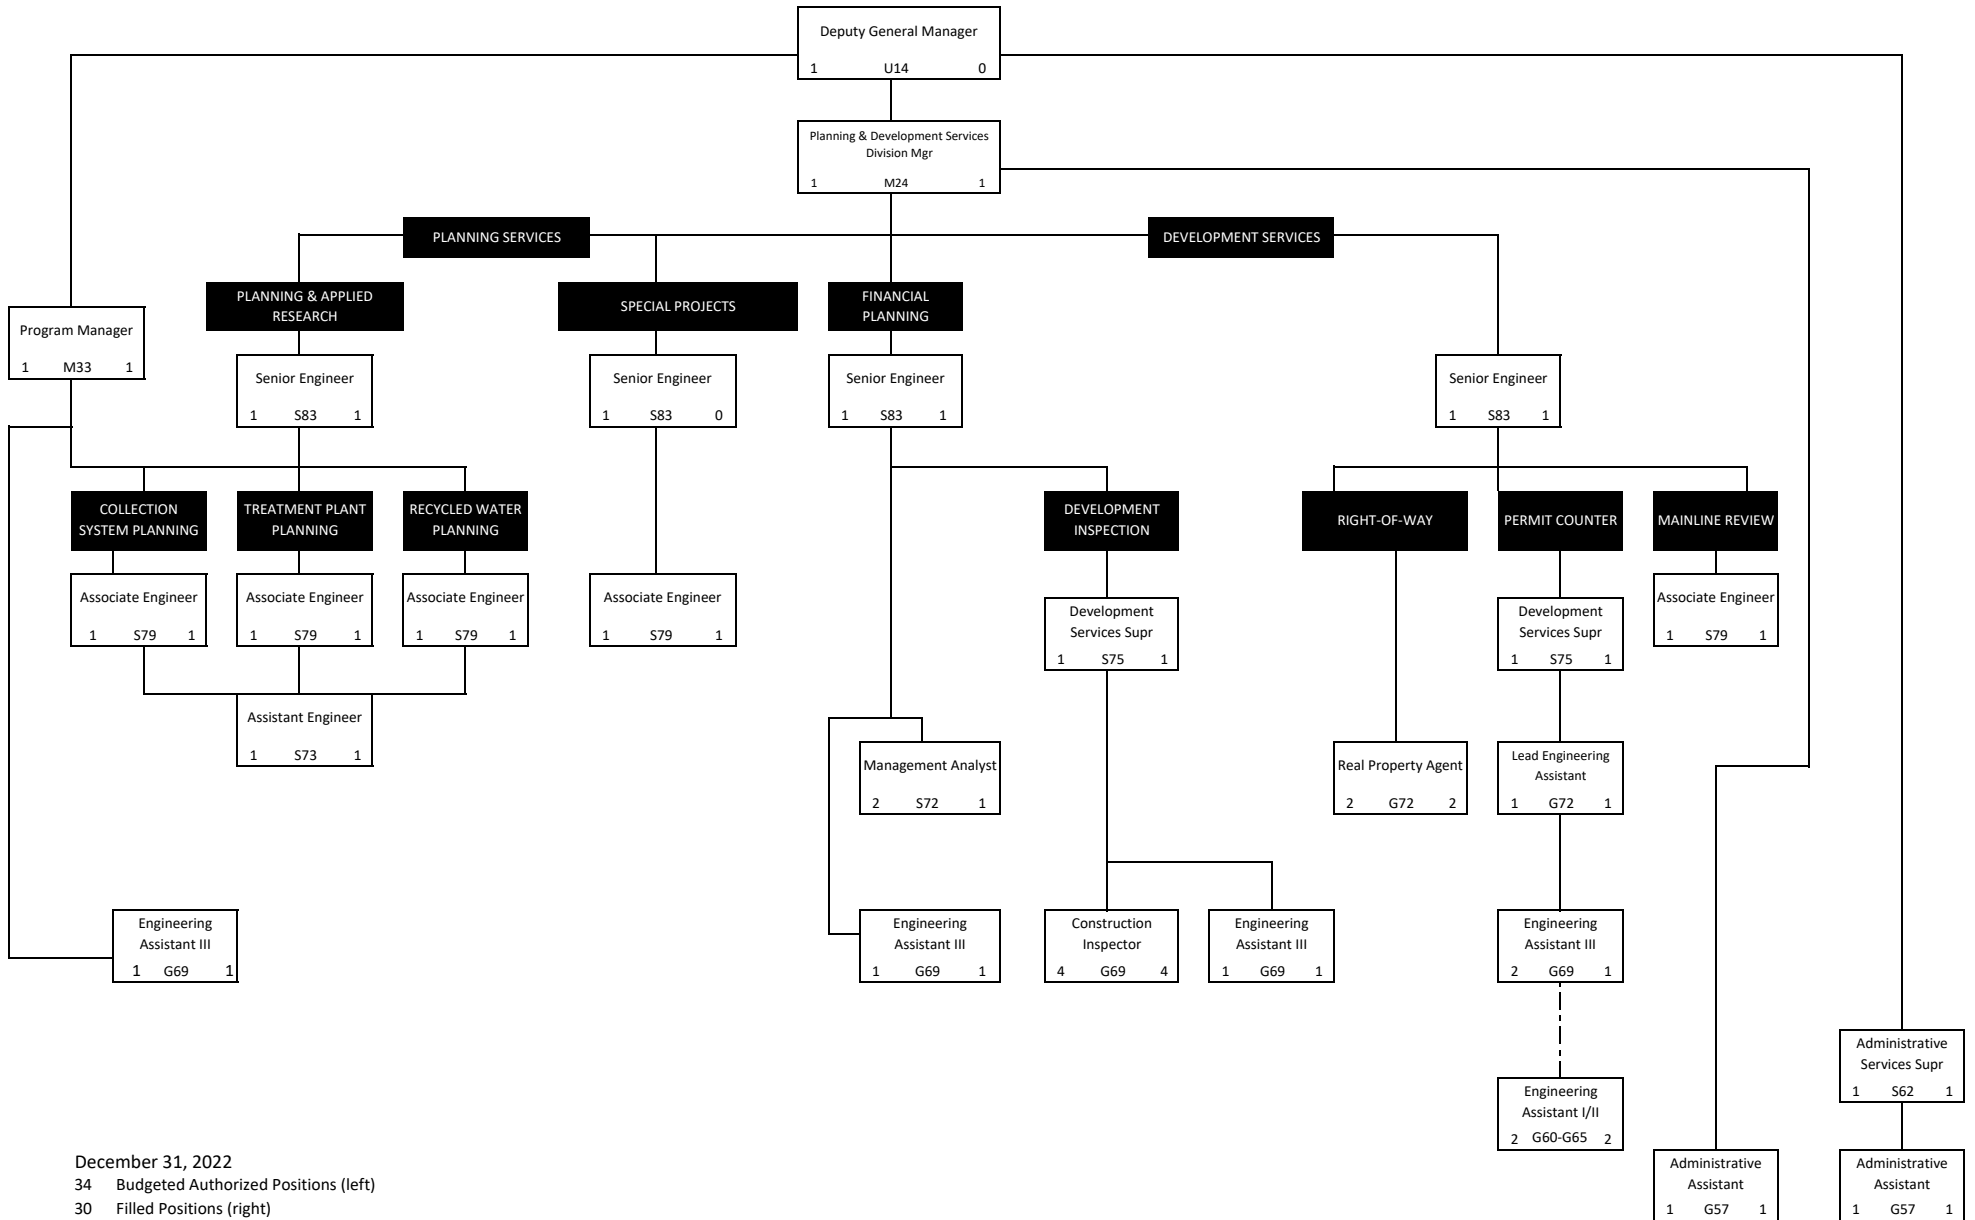 Deputy General Manager
1 U14 0
Planning & Development Services
Division Mgr
1 M24 1
PLANNING SERVICES
DEVELOPMENT SERVICES
PLANNING & APPLIED
RESEARCH
SPECIAL PROJECTS
FINANCIAL
PLANNING
Program Manager
1 M33 1
Senior Engineer
1 S83 1
Senior Engineer
1 S83 0
Senior Engineer
1 S83 1
Senior Engineer
1 S83 1
COLLECTION
SYSTEM PLANNING
TREATMENT PLANT
PLANNING
RECYCLED WATER
PLANNING
DEVELOPMENT
INSPECTION
RIGHT-OF-WAY
PERMIT COUNTER
MAINLINE REVIEW
Associate Engineer
1 S79 1
Associate Engineer
1 S79 1
Associate Engineer
1 S79 1
Associate Engineer
1 S79 1
Development
Services Supr
1 S75 1
Development
Services Supr
1 S75 1
Associate Engineer
1 S79 1
Assistant Engineer
1 S73 1
Management Analyst
2 S72 1
Real Property Agent
2 G72 2
Lead Engineering
Assistant
1 G72 1
Engineering
Assistant III
1 G69 1
Engineering
Assistant III
1 G69 1
Construction
Inspector
4 G69 4
Engineering
Assistant III
1 G69 1
Engineering
Assistant III
2 G69 1
Administrative
Services Supr
1 S62 1
Engineering
Assistant I/II
2 G60-G65 2
Administrative
Assistant
1 G57 1
Administrative
Assistant
1 G57 1
December 31, 2022
34 Budgeted Authorized Positions (left)
30 Filled Positions (right)